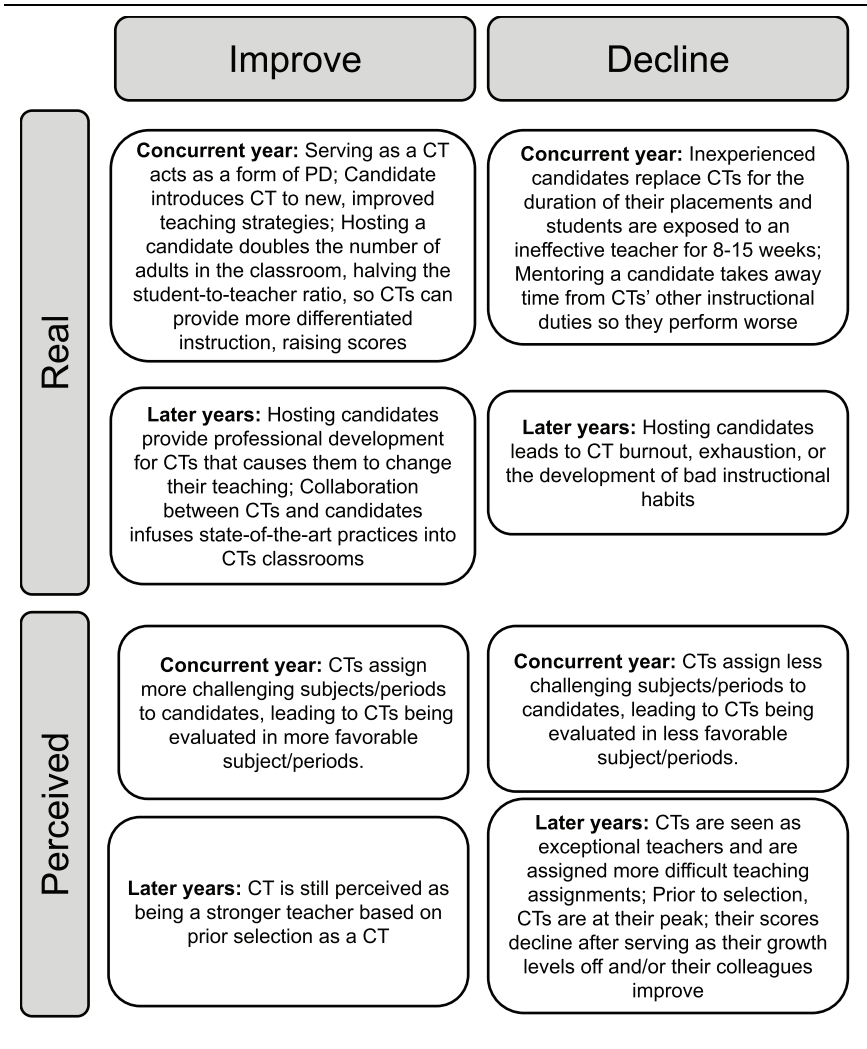 Improve
Decline
Real
Concurrent year: Serving as a CT
acts as a form of PD; Candidate
introduces CT to new, improved
teaching strategies; Hosting a
candidate doubles the number of
adults in the classroom, halving the
student-to-teacher ratio, so CTs can
provide more differentiated
instruction, raising scores
Concurrent year: Inexperienced
candidates replace CTs for the
duration of their placements and
students are exposed to an
ineffective teacher for 8-15 weeks;
Mentoring a candidate takes away
time from CTs’ other instructional
duties so they perform worse
Later years: Hosting candidates
provide professional development
for CTs that causes them to change
their teaching; Collaboration
between CTs and candidates
infuses state-of-the-art practices into
CTs classrooms
Later years: Hosting candidates
leads to CT burnout, exhaustion, or
the development of bad instructional
habits
Perceived
Concurrent year: CTs assign
more challenging subjects/periods
to candidates, leading to CTs being
evaluated in more favorable
subject/periods.
Concurrent year: CTs assign less
challenging subjects/periods to
candidates, leading to CTs being
evaluated in less favorable
subject/periods.
Later years: CT is still perceived as
being a stronger teacher based on
prior selection as a CT
Later years: CTs are seen as
exceptional teachers and are
assigned more difficult teaching
assignments; Prior to selection,
CTs are at their peak; their scores
decline after serving as their growth
levels off and/or their colleagues
improve